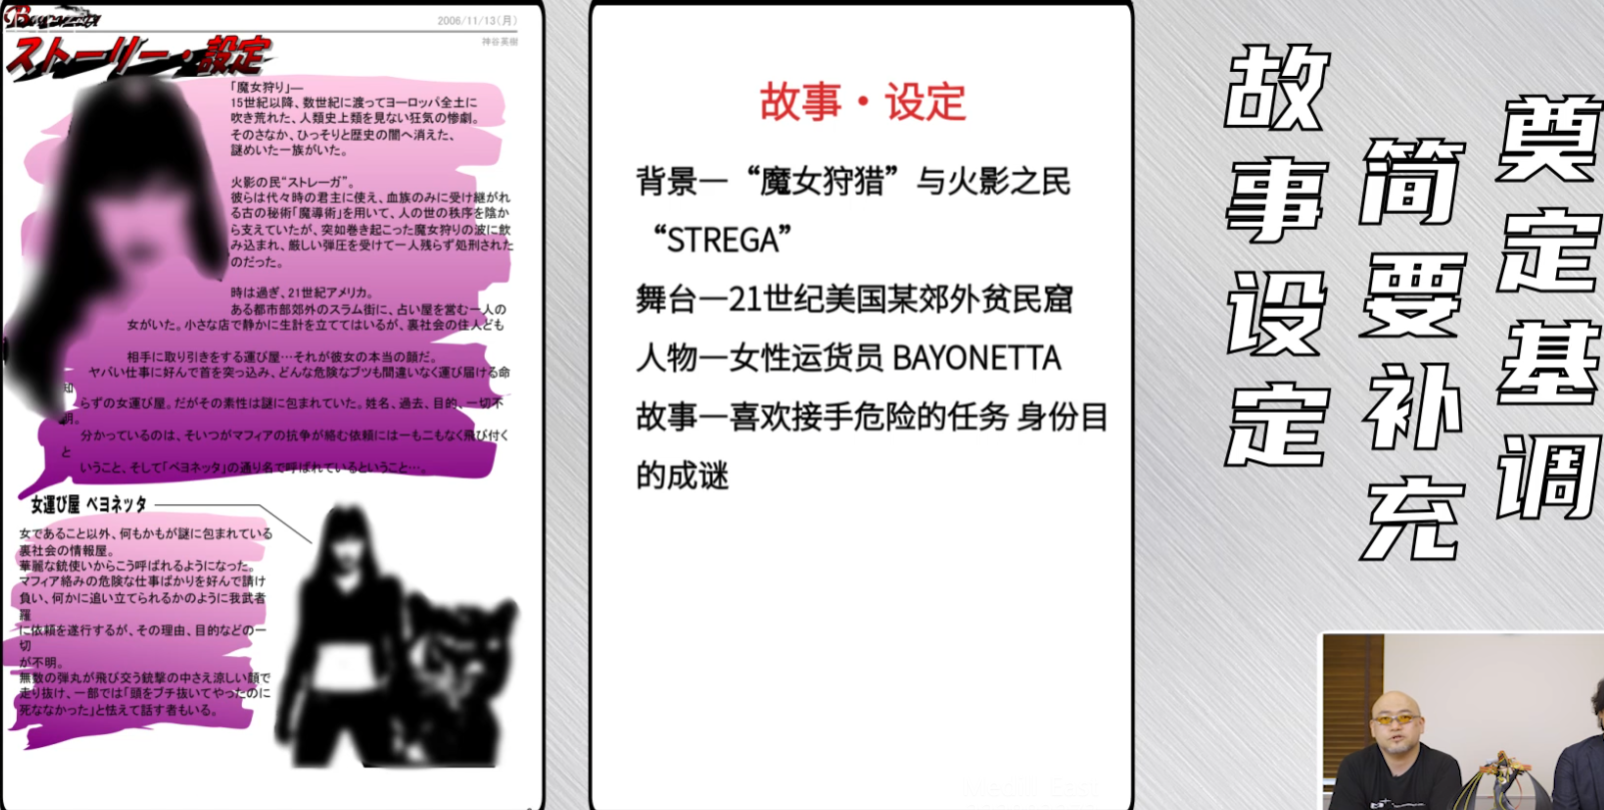 2006/11/13(月)
神谷英樹
ストーリー・設定
「魔女狩り」―
15世紀以降、数世紀に渡ってヨーロッパ全土に
吹き荒れた、人類史上類を見ない狂気の惨劇。
そのさなか、ひっそりと歴史の闇へ消えた、
謎めいた一族がいた。
火影の民“ストレーガ”。
彼らは代々時の君主に使え、血族のみに受け継がれ
る古の秘術「魔導術」を用いて、人の世の秩序を陰か
ら支えていたが、突如巻き起こった魔女狩りの波に飲
み込まれ、厳しい弾圧を受けて一人残らず処刑された
のだった。
時は過ぎ、21世紀アメリカ。
ある都市部郊外のスラム街に、占い屋を営む一人の
女がいた。小さな店で静かに生計を立ててはいるが、裏社会の住人ども
相手に取り引きをする運び屋…それが彼女の本当の顔だ。
ヤバい仕事に好んで首を突っ込み、どんな危険なブツも間違いなく運び届ける命
知
らずの女運び屋。だがその素性は謎に包まれていた。姓名、過去、目的、一切不
明。
分かっているのは、そいつがマフィアの抗争が絡む依頼には一も二もなく飛び付く
と
いうこと、そして「ベヨネッタ」の通り名で呼ばれているということ…。
女運び屋 ベヨネッタ
女であること以外、何もかもが謎に包まれている
裏社会の情報屋。
華麗な銃使いからこう呼ばれるようになった。
マフィア絡みの危険な仕事ばかりを好んで請け
負い、何かに追い立てられるかのように我武者
羅
に依頼を遂行するが、その理由、目的などの一
切
が不明。
無数の弾丸が飛び交う銃撃の中さえ涼しい顔で
走り抜け、一部では「頭をブチ抜いてやったのに
死ななかった」と怯えて話す者もいる。
故事・设定
背景—“魔女狩猎”与火影之民
“STREGA”
舞台—21世纪美国某郊外贫民窟
人物—女性运货员 BAYONETTA
故事—喜欢接手危险的任务 身份目
的成谜
奠定基调
简要补充
故事设定